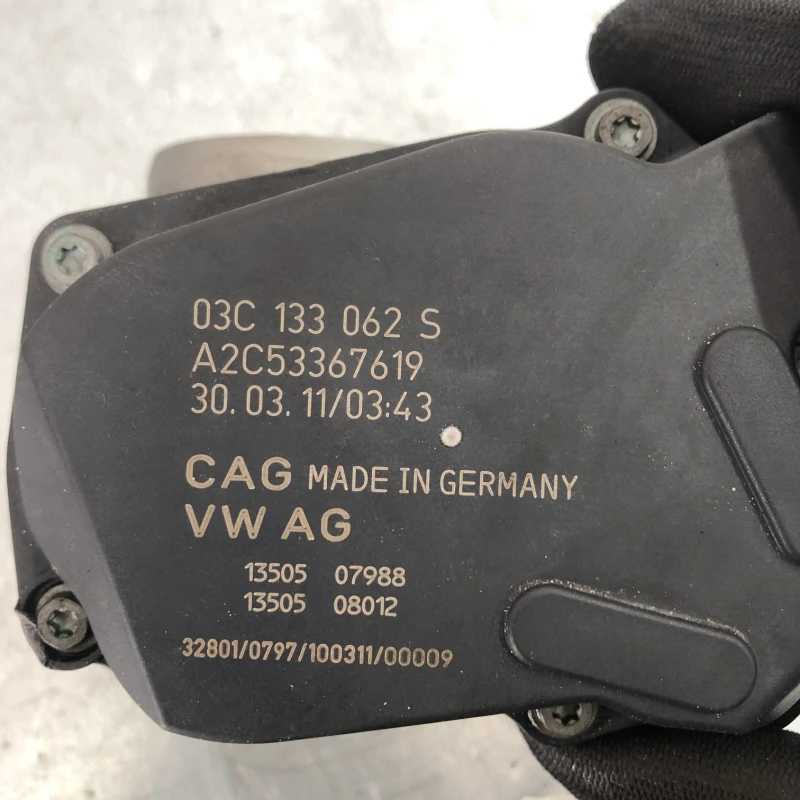 03C 133 062 S
A2C53367619
30.03.11/03:43
CAG MADE IN GERMANY
VW AG
13505 07988
13505 08012
32801/0797/100311/00009